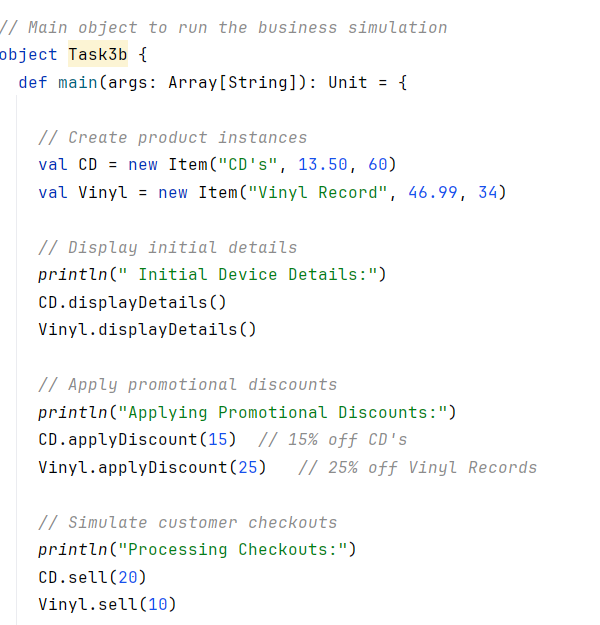 // Main object to run the business simulation
object Task3b {
def main(args: Array[String]): Unit = {
// Create product instances
val CD = new Item("CD's", 13.50, 60)
val Vinyl = new Item("Vinyl Record", 46.99, 34)
// Display initial details
println(" Initial Device Details:")
CD.displayDetails()
Vinyl.displayDetails()
// Apply promotional discounts
println("Applying Promotional Discounts:")
CD.applyDiscount(15)  // 15% off CD's
Vinyl.applyDiscount(25)   // 25% off Vinyl Records
// Simulate customer checkouts
println("Processing Checkouts:")
CD.sell(20)
Vinyl.sell(10)